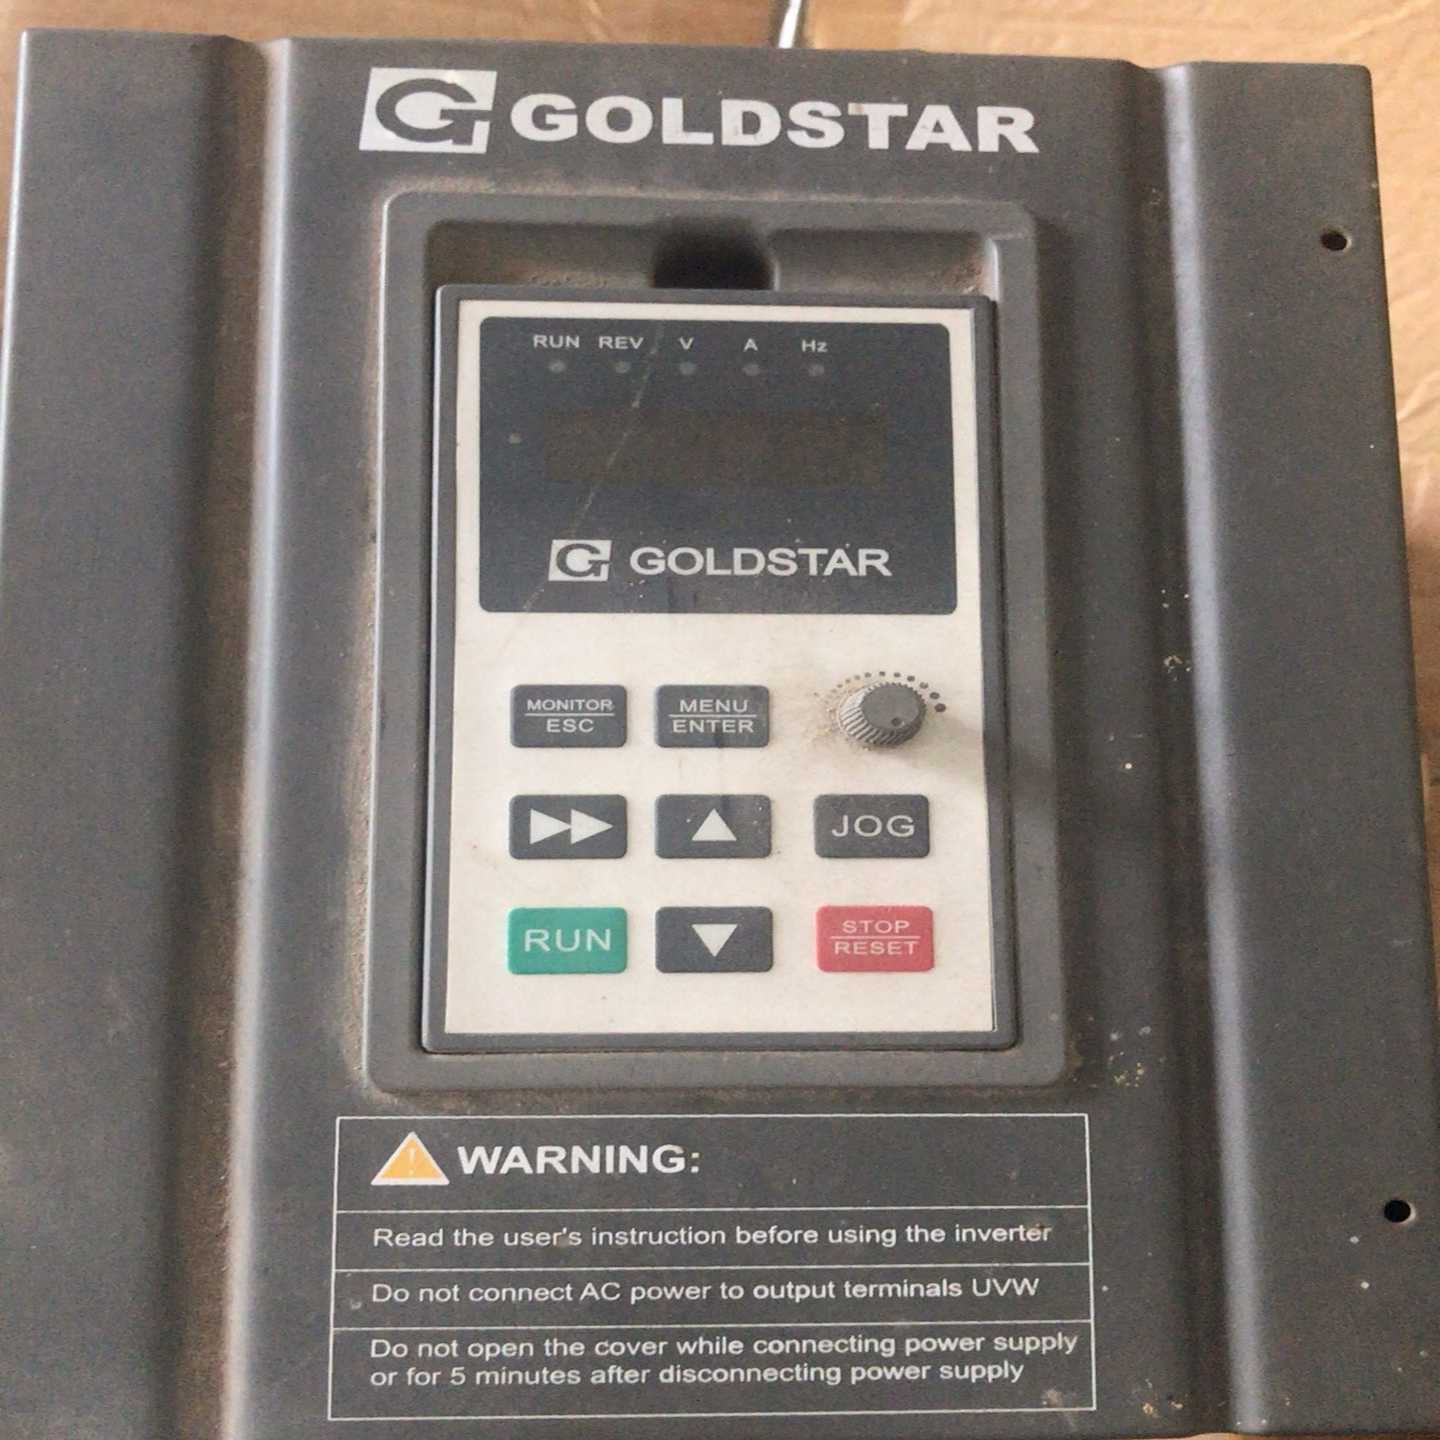 G GOLDSTAR
RUN REV V A Hz
G GOLDSTAR
MONITOR
ESC
MENU
ENTER
JOG
RUN
STOP
RESET
WARNING:
Read the user's instruction before using the inverter
Do not connect AC power to output terminals UVW
Do not open the cover while connecting power supply
or for 5 minutes after disconnecting power supply